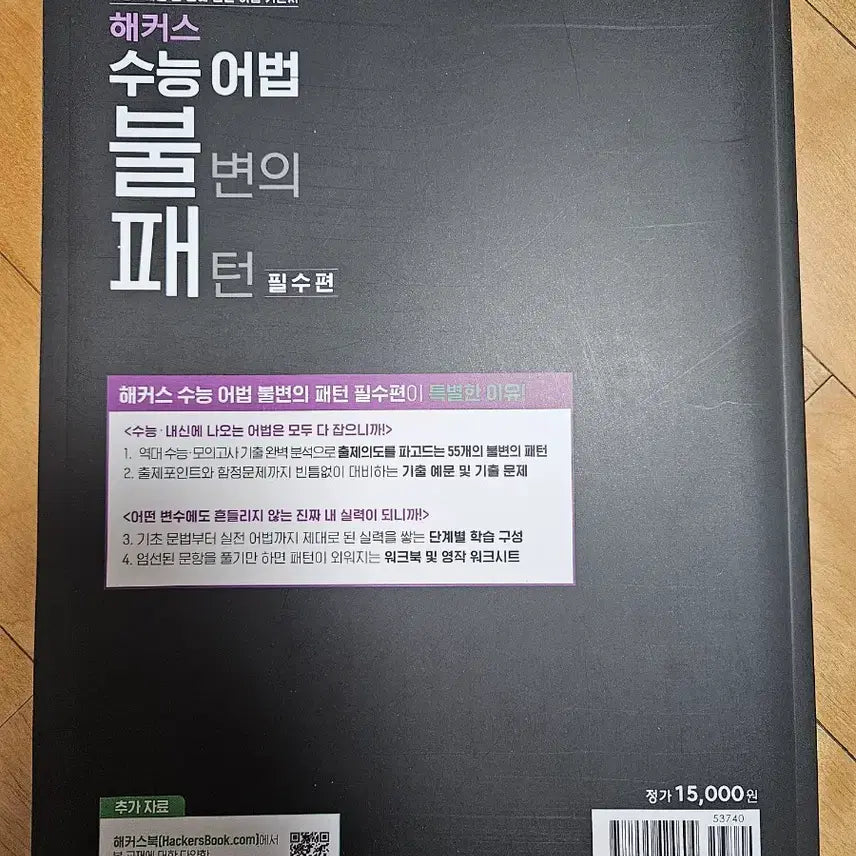 해커스
수능 어법
불변의
패턴 필수편
해커스 수능 어법 불변의 패턴 필수편이 특별한 이유!
<수능·내신에 나오는 어법은 모두 다 잡으니까!>
1. 역대 수능·모의고사 기출 완벽 분석으로 출제의도를 파고드는 55개의 불변의 패턴
2. 출제포인트와 함정문제까지 빈틈없이 대비하는 기출 예문 및 기출 문제
<어떤 변수에도 흔들리지 않는 진짜 내 실력이 되니까!>
3. 기초 문법부터 실전 어법까지 제대로 된 실력을 쌓는 단계별 학습 구성
4. 엄선된 문항을 풀기만 하면 패턴이 외워지는 워크북 및 영작 워크시트
정가 15,000원
53740
추가 자료
해커스북(HackersBook.com)에서